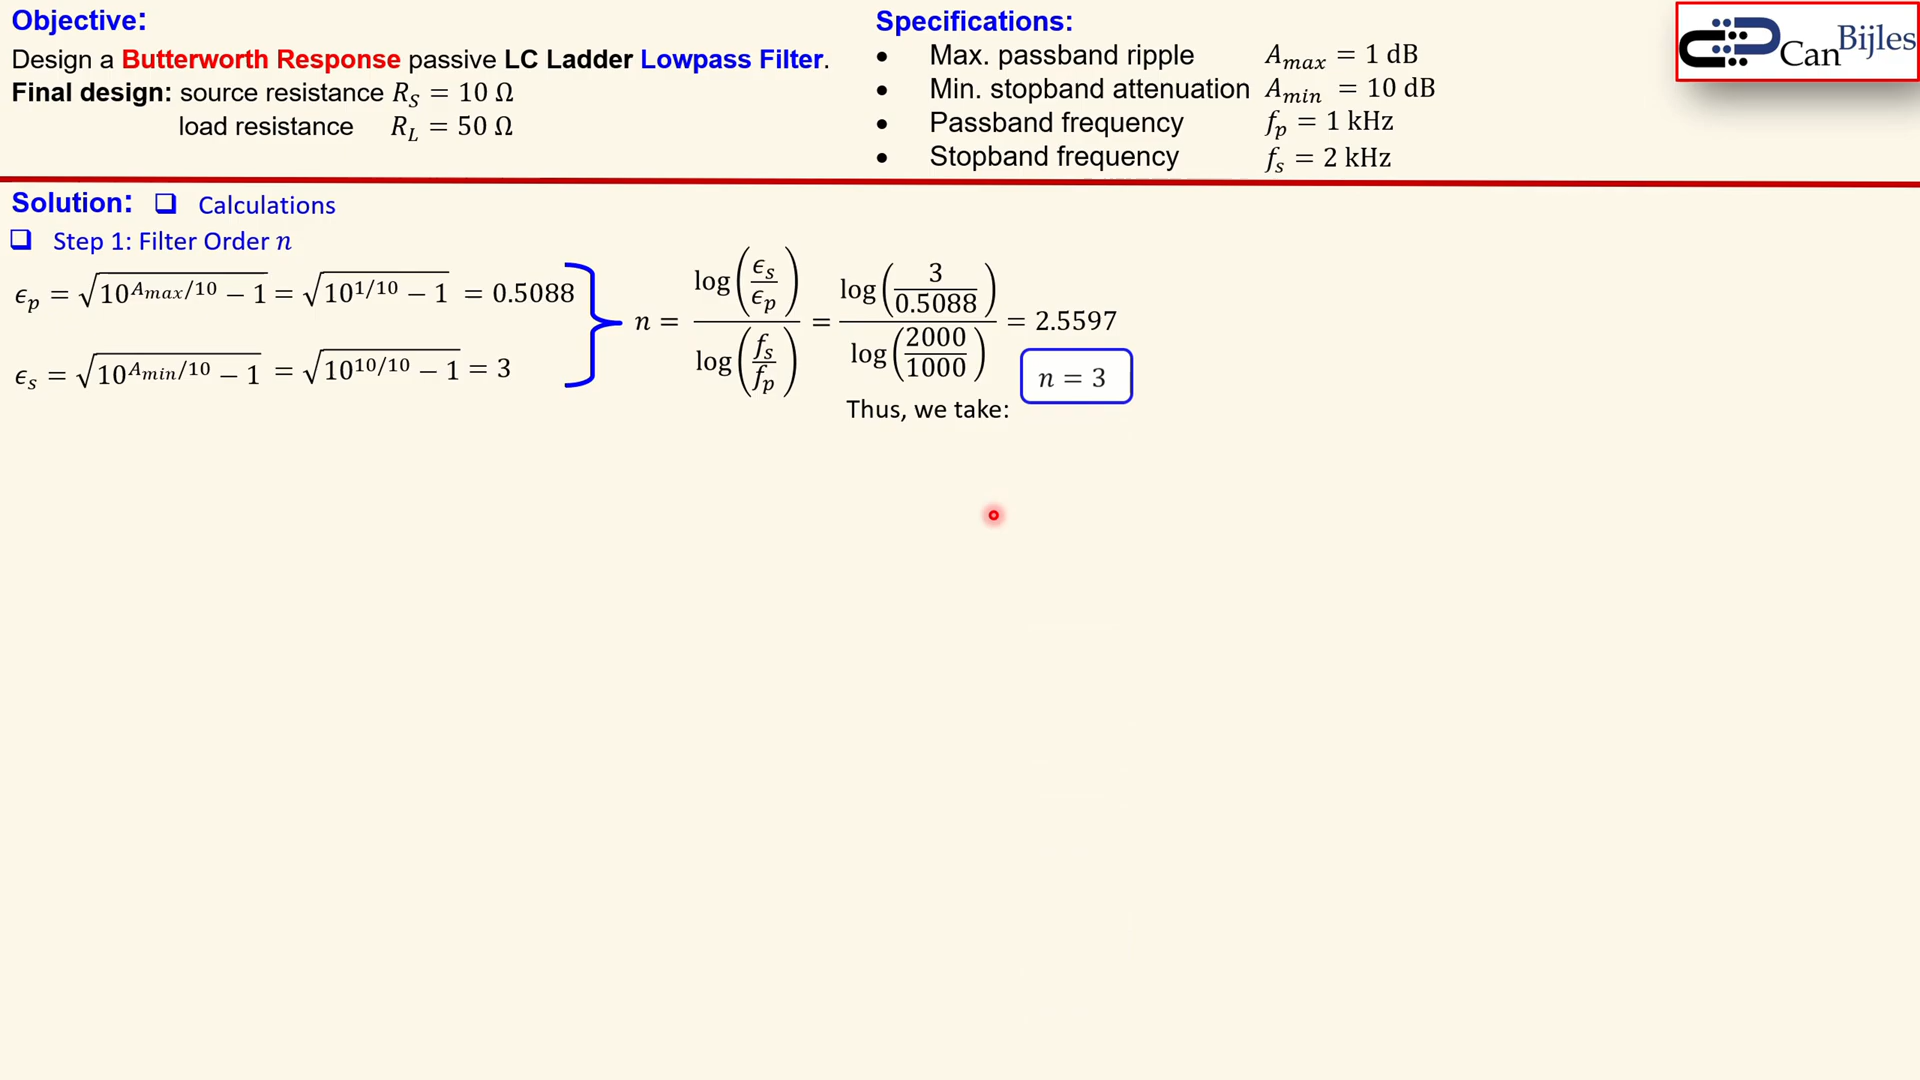 Objective:
Design a Butterworth Response passive LC Ladder Lowpass Filter.
Final design: source resistance R_S = 10 Ω
load resistance R_L = 50 Ω
Specifications:
• Max. passband ripple A_max = 1 dB
• Min. stopband attenuation A_min = 10 dB
• Passband frequency f_p = 1 kHz
• Stopband frequency f_s = 2 kHz
Can Bijles
Solution: ❑ Calculations
❑ Step 1: Filter Order n
ϵ_p = √(10^(A_max/10) − 1) = √(10^(1/10) − 1) = 0.5088
ϵ_s = √(10^(A_min/10) − 1) = √(10^(10/10) − 1) = 3
n = log(ϵ_s/ϵ_p) / log(f_s/f_p) = log(3/0.5088) / log(2000/1000) = 2.5597
Thus, we take: n = 3